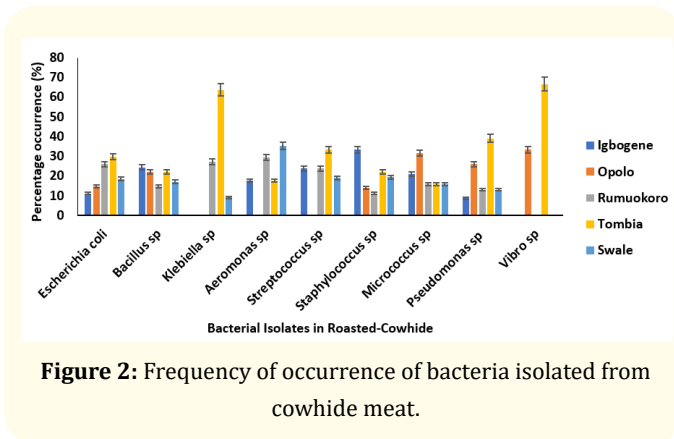 80
70
60
50
40
30
20
10
0
Percentage occurrence (%)
Escherichia coli
Bacillus sp
Klebiella sp
Aeromonas sp
Streptococcus sp
Staphylococcus sp
Micrococcus sp
Pseudomonas sp
Vibro sp
Bacterial Isolates in Roasted-Cowhide
Igbogene
Opolo
Rumuokoro
Tombia
Swale
Figure 2: Frequency of occurrence of bacteria isolated from
cowhide meat.